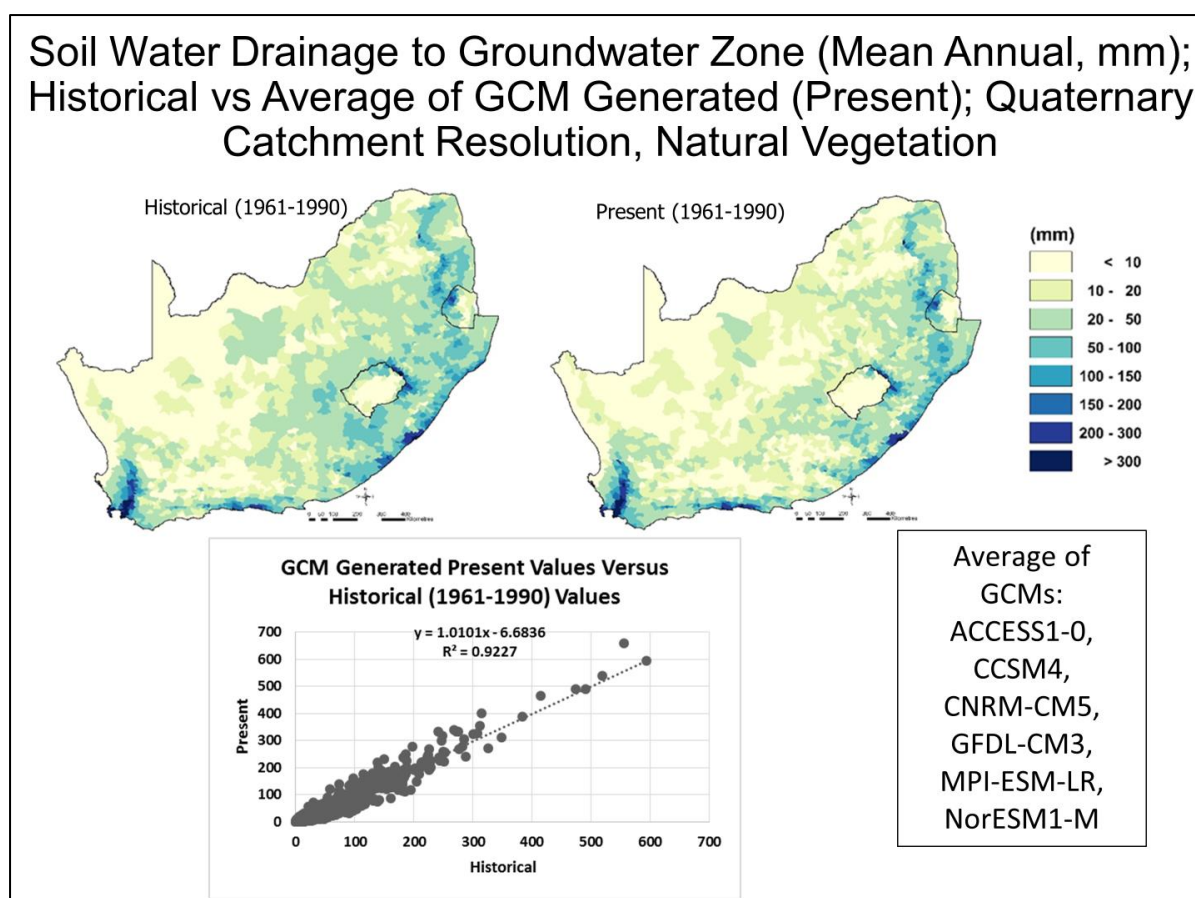 Soil Water Drainage to Groundwater Zone (Mean Annual, mm);
Historical vs Average of GCM Generated (Present); Quaternary
Catchment Resolution, Natural Vegetation
Historical (1961-1990)
Present (1961-1990)
(mm)
< 10
10 - 20
20 - 50
50 - 100
100 - 150
150 - 200
200 - 300
> 300
GCM Generated Present Values Versus
Historical (1961-1990) Values
y = 1.0101x - 6.6836
R² = 0.9227
700
600
500
400
300
200
100
0
Present
0 100 200 300 400 500 600 700
Historical
Average of
GCMs:
ACCESS1-0,
CCSM4,
CNRM-CM5,
GFDL-CM3,
MPI-ESM-LR,
NorESM1-M